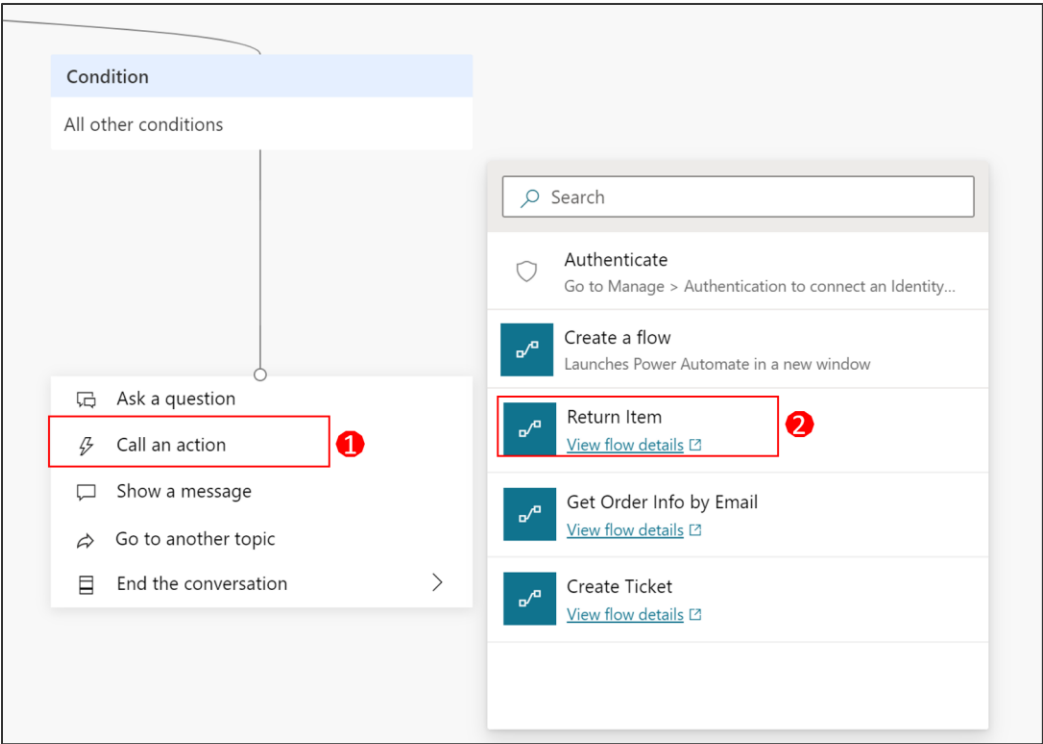 Condition
All other conditions
Ask a question
Call an action
1
Show a message
Go to another topic
End the conversation
Search
Authenticate
Go to Manage > Authentication to connect an Identity...
Create a flow
Launches Power Automate in a new window
Return Item
View flow details
2
Get Order Info by Email
View flow details
Create Ticket
View flow details